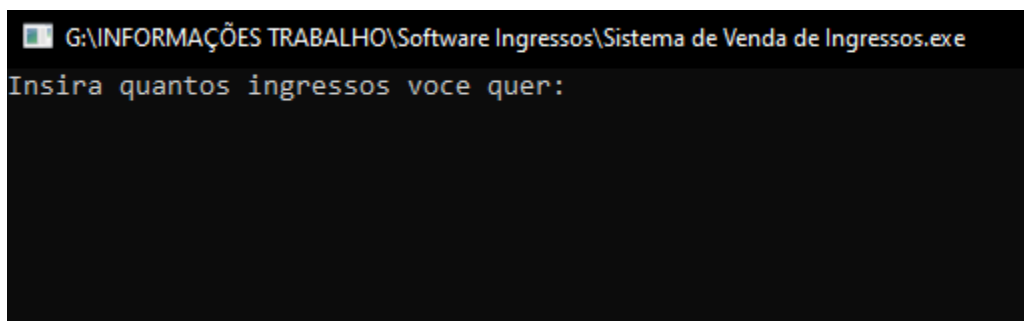 G:\INFORMAÇÕES TRABALHO\Software Ingressos\Sistema de Venda de Ingressos.exe
Insira quantos ingressos voce quer: